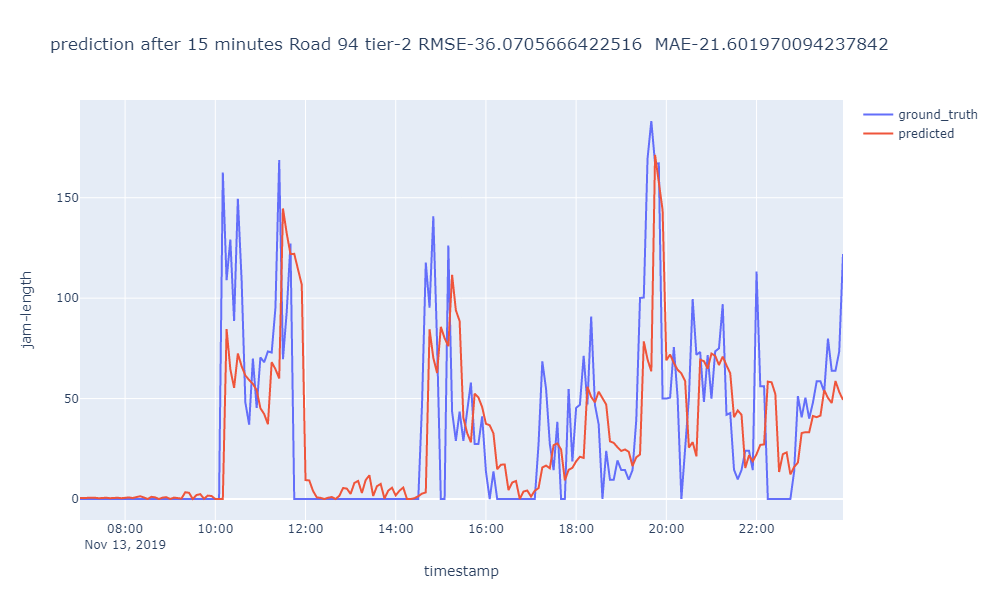 prediction after 15 minutes Road 94 tier-2 RMSE-36.0705666422516  MAE-21.601970094237842
ground_truth
predicted
150
100
50
0
jam-length
08:00 10:00 12:00 14:00 16:00 18:00 20:00 22:00
Nov 13, 2019
timestamp